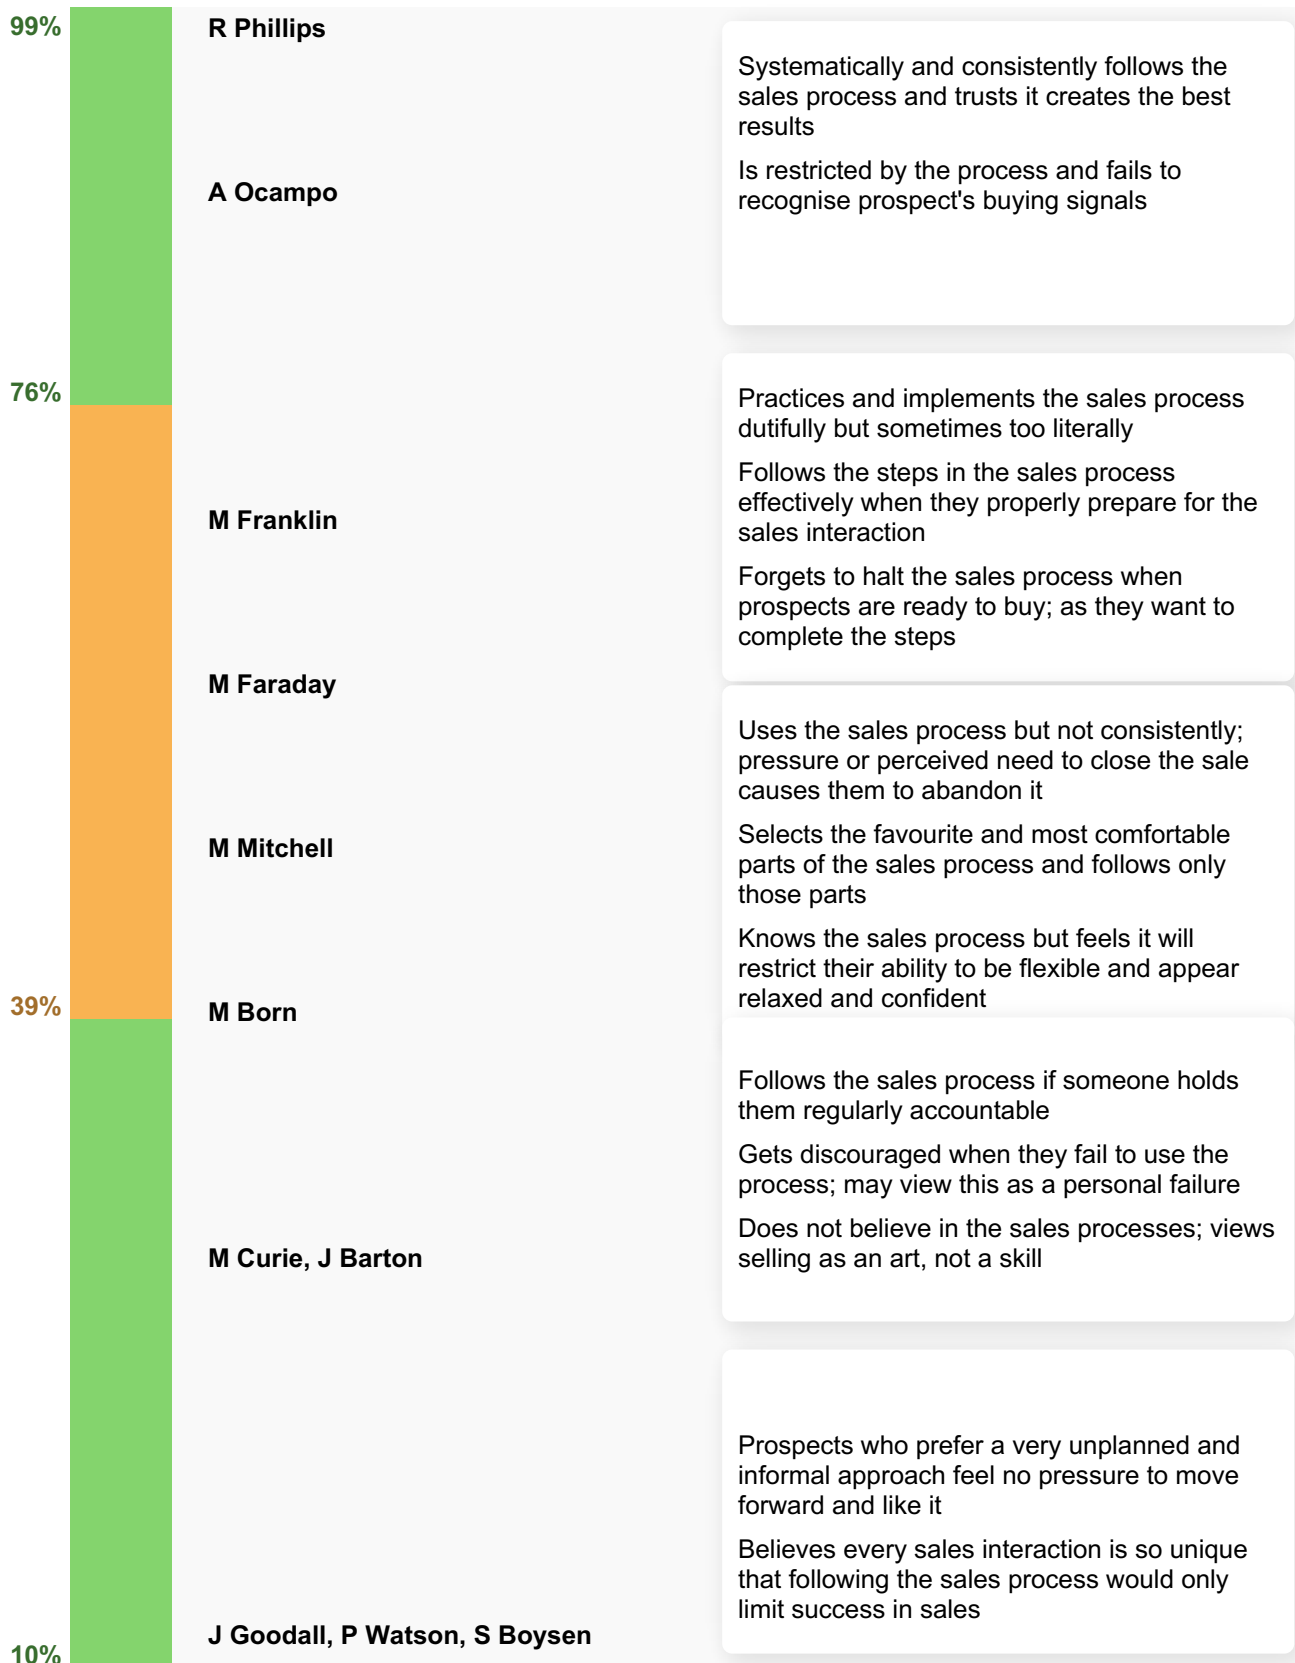 99%
R Phillips
Systematically and consistently follows the
sales process and trusts it creates the best
results
Is restricted by the process and fails to
recognise prospect's buying signals
A Ocampo
76%
Practices and implements the sales process
dutifully but sometimes too literally
Follows the steps in the sales process
effectively when they properly prepare for the
sales interaction
Forgets to halt the sales process when
prospects are ready to buy; as they want to
complete the steps
M Franklin
M Faraday
Uses the sales process but not consistently;
pressure or perceived need to close the sale
causes them to abandon it
Selects the favourite and most comfortable
parts of the sales process and follows only
those parts
Knows the sales process but feels it will
restrict their ability to be flexible and appear
relaxed and confident
M Mitchell
39%
M Born
Follows the sales process if someone holds
them regularly accountable
Gets discouraged when they fail to use the
process; may view this as a personal failure
Does not believe in the sales processes; views
selling as an art, not a skill
M Curie, J Barton
Prospects who prefer a very unplanned and
informal approach feel no pressure to move
forward and like it
Believes every sales interaction is so unique
that following the sales process would only
limit success in sales
J Goodall, P Watson, S Boysen
10%